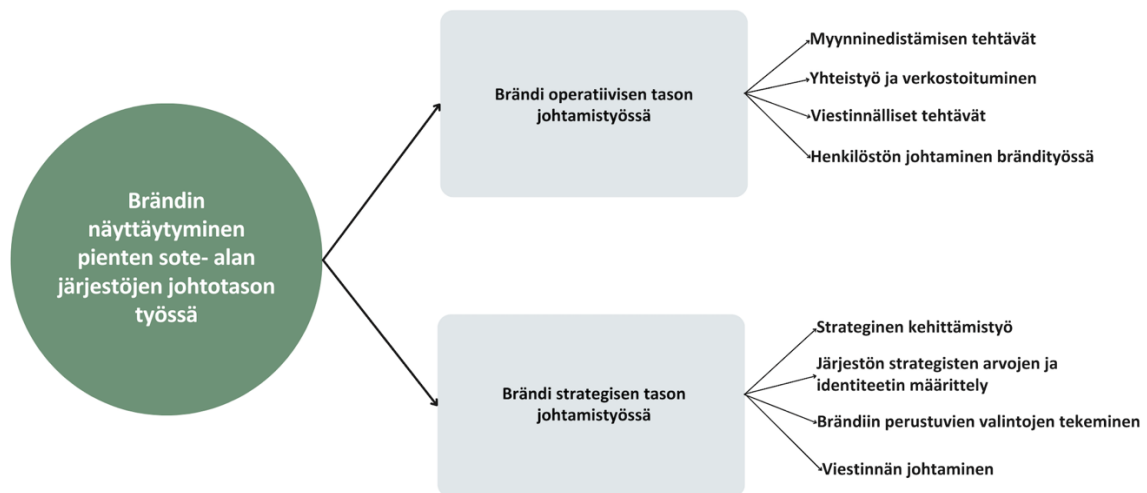 Brändin
näyttäytyminen
pienten sote- alan
järjestöjen johtotason
työssä
Brändi operatiivisen tason
johtamistyössä
Myynninedistämisen tehtävät
Yhteistyö ja verkostoituminen
Viestinnälliset tehtävät
Henkilöstön johtaminen brändityössä
Brändi strategisen tason
johtamistyössä
Strateginen kehittämistyö
Järjestön strategisten arvojen ja
identiteetin määrittely
Brändiin perustuvien valintojen tekeminen
Viestinnän johtaminen